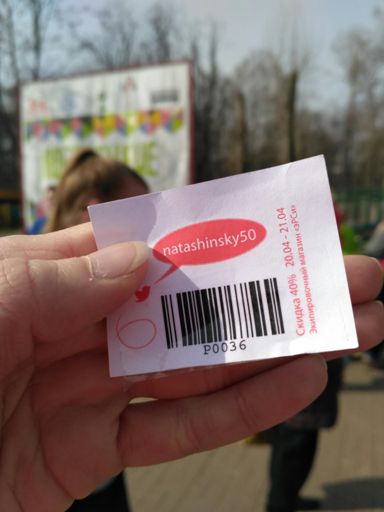 natashinsky50
P0036
Скидка 40% 20.04 - 21.04
Экипировочный магазин «ЭРСи»